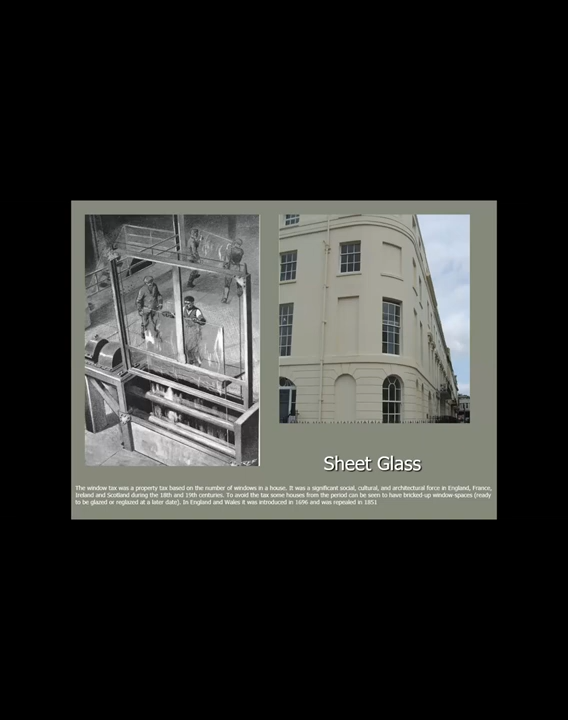 Sheet Glass
The window tax was a property tax based on the number of windows in a house. It was a significant social, cultural, and architectural force in England, France,
Ireland and Scotland during the 18th and 19th centuries. To avoid the tax some houses from the period can be seen to have bricked-up window-spaces (ready
to be glazed or reglazed at a later date). In England and Wales it was introduced in 1696 and was repealed in 1851